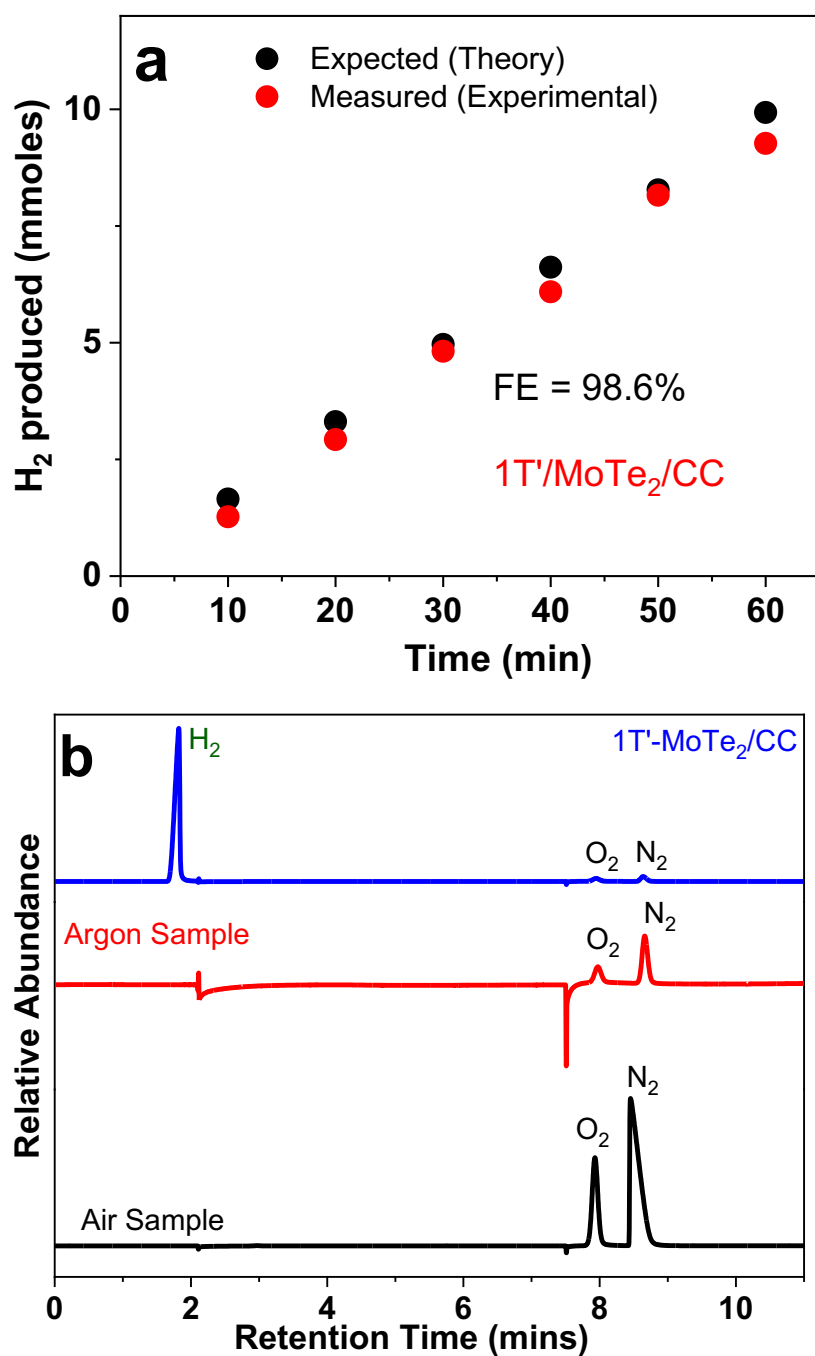 a
Expected (Theory)
Measured (Experimental)
10
5
0
H₂ produced (mmoles)
FE = 98.6%
1T'/MoTe₂/CC
0 10 20 30 40 50 60
Time (min)
b
H₂
1T'-MoTe₂/CC
O₂ N₂
Argon Sample
O₂ N₂
Relative Abundance
O₂ N₂
Air Sample
0 2 4 6 8 10
Retention Time (mins)